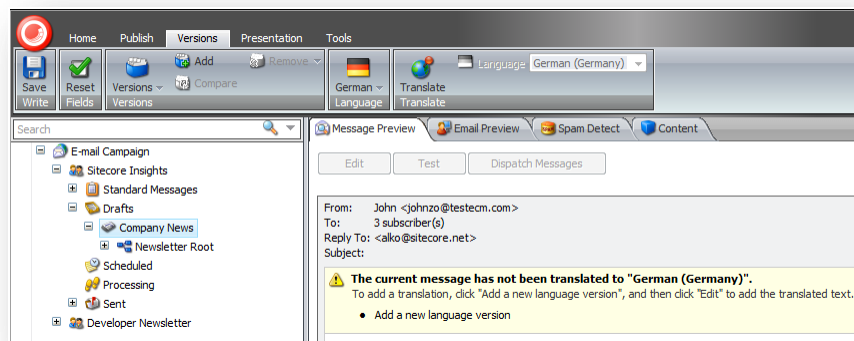 Home Publish Versions Presentation Tools
Save Reset Versions Add Remove German Translate Language German (Germany)
Compare
Write Fields Versions Language Translate
Search
Message Preview Email Preview Spam Detect Content
E-mail Campaign
Edit Test Dispatch Messages
Sitecore Insights
Standard Messages
Drafts
From: John <johnzo@testecm.com>
To: 3 subscriber(s)
Company News
Reply To: <alko@sitecore.net>
Newsletter Root
Subject:
Scheduled
The current message has not been translated to "German (Germany)".
Processing
To add a translation, click "Add a new language version", and then click "Edit" to add the translated text.
Sent
Add a new language version
Developer Newsletter